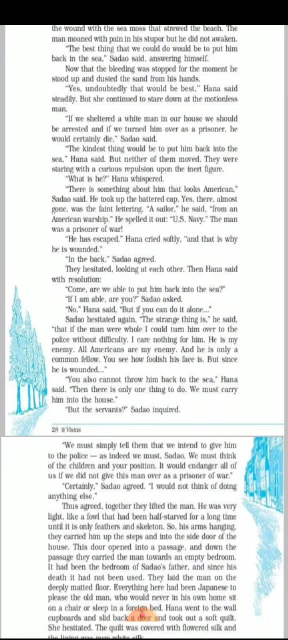 the wound with the sea moss that strewed the beach. The
man moaned with pain in his stupor but he did not awaken.
"The best thing that we could do would be to put him
back in the sea," Sadao said, answering himself.
Now that the bleeding was stopped for the moment he
stood up and dusted the sand from his hands.
"Yes, undoubtedly that would be best," Hana said
steadily. But she continued to stare down at the motionless
man.
"If we sheltered a white man in our house we should
be arrested and if we turned him over as a prisoner, he
would certainly die," Sadao said.
"The kindest thing would be to put him back into the
sea," Hana said. But neither of them moved. They were
staring with a curious repulsion upon the inert figure.
"What is he?" Hana whispered.
"There is something about him that looks American,"
Sadao said. He took up the battered cap. Yes, there, almost
gone, was the faint lettering. "A sailor," he said, "from an
American warship." He spelled it out: "U.S. Navy." The man
was a prisoner of war!
"He has escaped," Hana cried softly, "and that is why
he is wounded."
"In the back," Sadao agreed.
They hesitated, looking at each other. Then Hana said
with resolution:
"Come, are we able to put him back into the sea?"
"If I am able, are you?" Sadao asked.
"No," Hana said, "But if you can do it alone..."
Sadao hesitated again. "The strange thing is," he said,
"that if the man were whole I could turn him over to the
police without difficulty. I care nothing for him. He is my
enemy. All Americans are my enemy. And he is only a
common fellow. You see how foolish his face is. But since
he is wounded..."
"You also cannot throw him back to the sea," Hana
said. "Then there is only one thing to do. We must carry
him into the house."
"But the servants?" Sadao inquired.
28 Vistas
"We must simply tell them that we intend to give him
to the police — as indeed we must, Sadao. We must think
of the children and your position. It would endanger all of
us if we did not give this man over as a prisoner of war."
"Certainly," Sadao agreed. "I would not think of doing
anything else."
Thus agreed, together they lifted the man. He was very
light, like a fowl that had been half-starved for a long time
until it is only feathers and skeleton. So, his arms hanging,
they carried him up the steps and into the side door of the
house. This door opened into a passage, and down the
passage they carried the man towards an empty bedroom.
It had been the bedroom of Sadao's father, and since his
death it had not been used. They laid the man on the
deeply matted floor. Everything here had been Japanese to
please the old man, who would never in his own home sit
on a chair or sleep in a foreign bed. Hana went to the wall
cupboards and slid back a door and took out a soft quilt.
She hesitated. The quilt was covered with flowered silk and
the lining was pure white silk